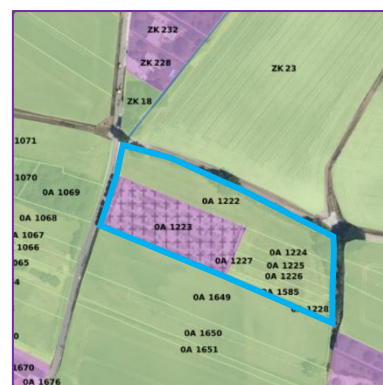 ZK 232
ZK 228
ZK 23
ZK 18
1071
1070
0A 1069
0A 1222
0A 1068
0A 1223
A 1067
1066
0A 1224
065
0A 1227
0A 1225
0A 1226
4
0A 1585
0A 1649
0A 1228
0
0A 1650
0A 1651
1670
0A 1676